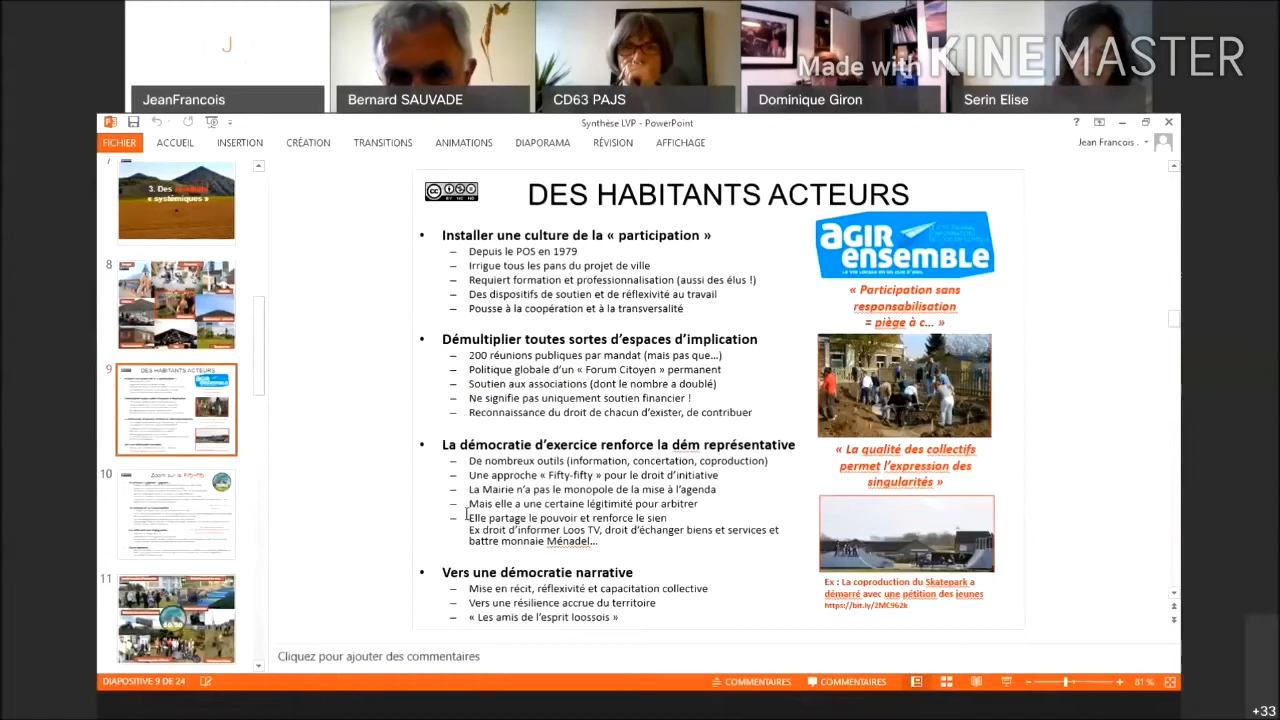 J
Made with KINEMASTER
JeanFrancois
Bernard SAUVADE
CD63 PAJS
Dominique Giron
Serin Elise
Synthèse LVP - PowerPoint
FICHIER
ACCUEIL
INSERTION
CRÉATION
TRANSITIONS
ANIMATIONS
DIAPORAMA
RÉVISION
AFFICHAGE
Jean Francois .
7
3. Des résultats
« systémiques »
8
9
DES HABITANTS ACTEURS
10
Zoom sur le Fifty-fifty
11
DES HABITANTS ACTEURS
• Installer une culture de la « participation »
– Depuis le POS en 1979
– Irrigue tous les pans du projet de ville
– Requiert formation et professionnalisation (aussi des élus !)
– Des dispositifs de soutien et de réflexivité au travail
– Pousse à la coopération et à la transversalité
• Démultiplier toutes sortes d’espaces d’implication
– 200 réunions publiques par mandat (mais pas que…)
– Politique globale d’un « Forum Citoyen » permanent
– Soutien aux associations (dont le nombre a doublé)
– Ne signifie pas uniquement soutien financier !
– Reconnaissance du droit de chacun d’exister, de contribuer
• La démocratie d’express renforce la dém représentative
– De nombreux outils (information, concertation, coproduction)
– Une approche « Fifty-fifty » pour le droit d’initiative
– La Mairie n’a pas le monopole de la mise à l’agenda
– Mais elle a une certaine légitimité pour arbitrer
– Elle partage le pouvoir et renforce le sien
Ex droit d’informer Loos TV, droit d’échanger biens et services et
battre monnaie Ménadel…
• Vers une démocratie narrative
– Mise en récit, réflexivité et capacitation collective
– Vers une résilience accrue du territoire
– « Les amis de l’esprit loossois »
AGIR
ensemble
« Participation sans
responsabilisation
= piège à c... »
« La qualité des collectifs
permet l’expression des
singularités »
Ex : La coproduction du Skatepark a
démarré avec une pétition des jeunes
https://bit.ly/2MC962k
Cliquez pour ajouter des commentaires
DIAPOSITIVE 9 DE 24
COMMENTAIRES
COMMENTAIRES
81 %
+33